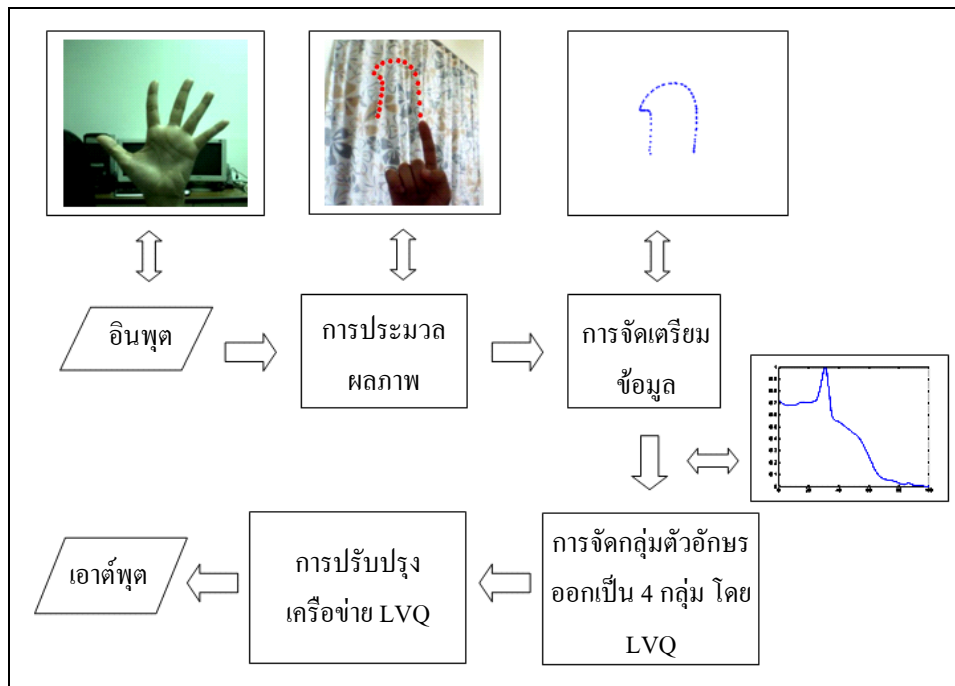 อินพุต
การประมวล
ผลภาพ
การจัดเตรียม
ข้อมูล
การจัดกลุ่มตัวอักษร
ออกเป็น 4 กลุ่ม โดย
LVQ
การปรับปรุง
เครือข่าย LVQ
เอาต์พุต